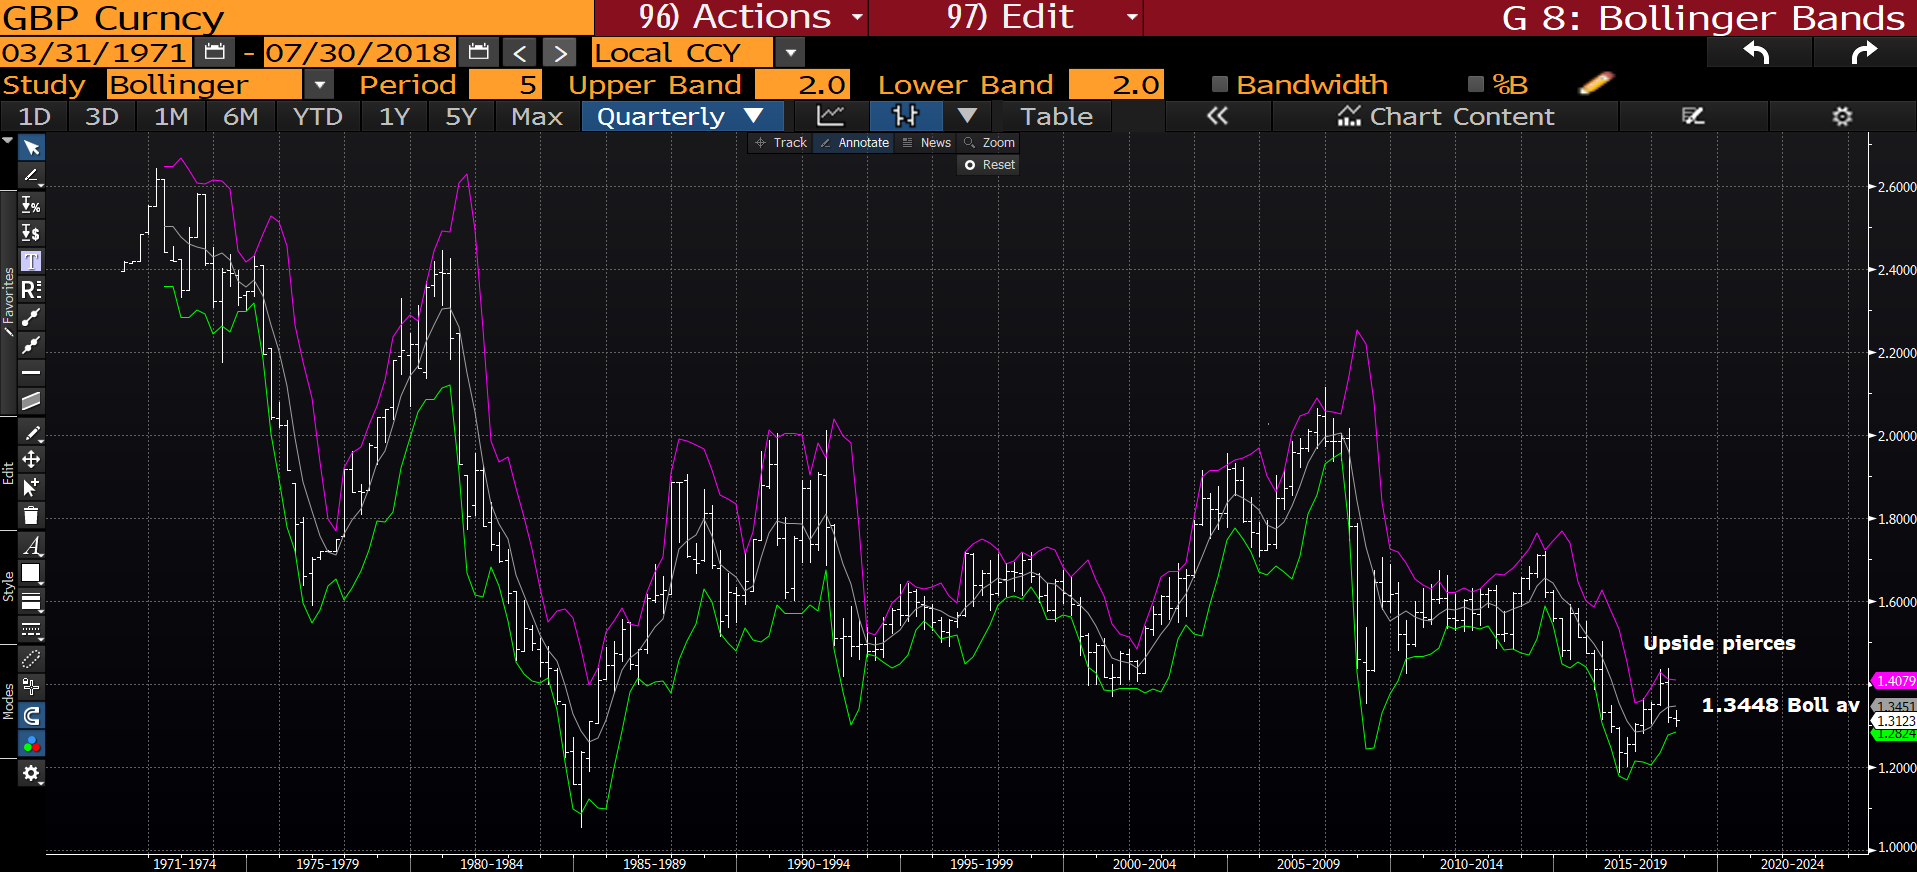 GBP Curncy 96) Actions 97) Edit G 8: Bollinger Bands
03/31/1971 - 07/30/2018 < > Local CCY
Study Bollinger Period 5 Upper Band 2.0 Lower Band 2.0 Bandwidth %B
1D 3D 1M 6M YTD 1Y 5Y Max Quarterly Table Chart Content
Track Annotate News Zoom
Reset
Favorites
Edit
Style
Modes
2.6000
2.4000
2.2000
2.0000
1.8000
1.6000
Upside pierces
1.4079
1.3448 Boll av 1.3451
1.3123
1.2824
1.2000
1.0000
1971-1974 1975-1979 1980-1984 1985-1989 1990-1994 1995-1999 2000-2004 2005-2009 2010-2014 2015-2019 2020-2024